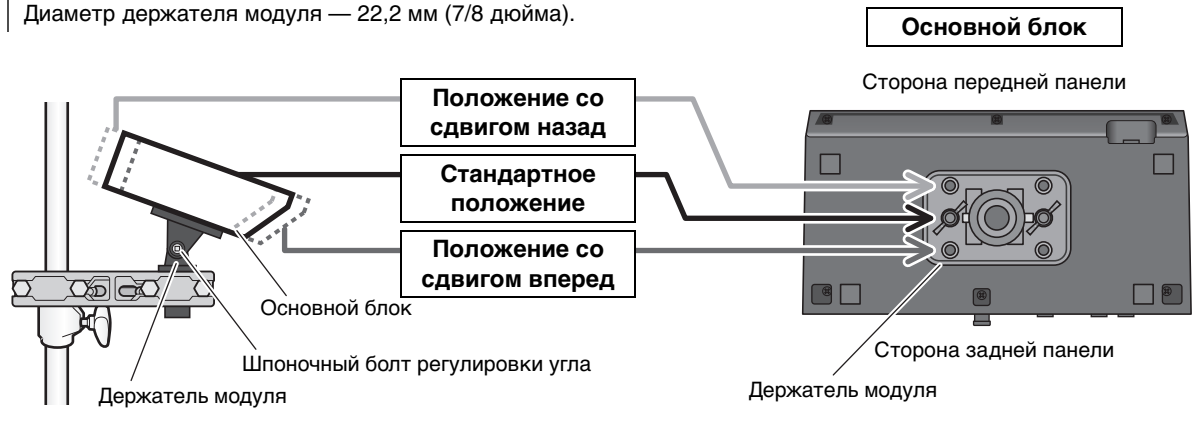 Диаметр держателя модуля — 22,2 мм (7/8 дюйма).
Основной блок
Сторона передней панели
Положение со
сдвигом назад
Стандартное
положение
Положение со
сдвигом вперед
Основной блок
Шпоночный болт регулировки угла
Держатель модуля
Сторона задней панели
Держатель модуля